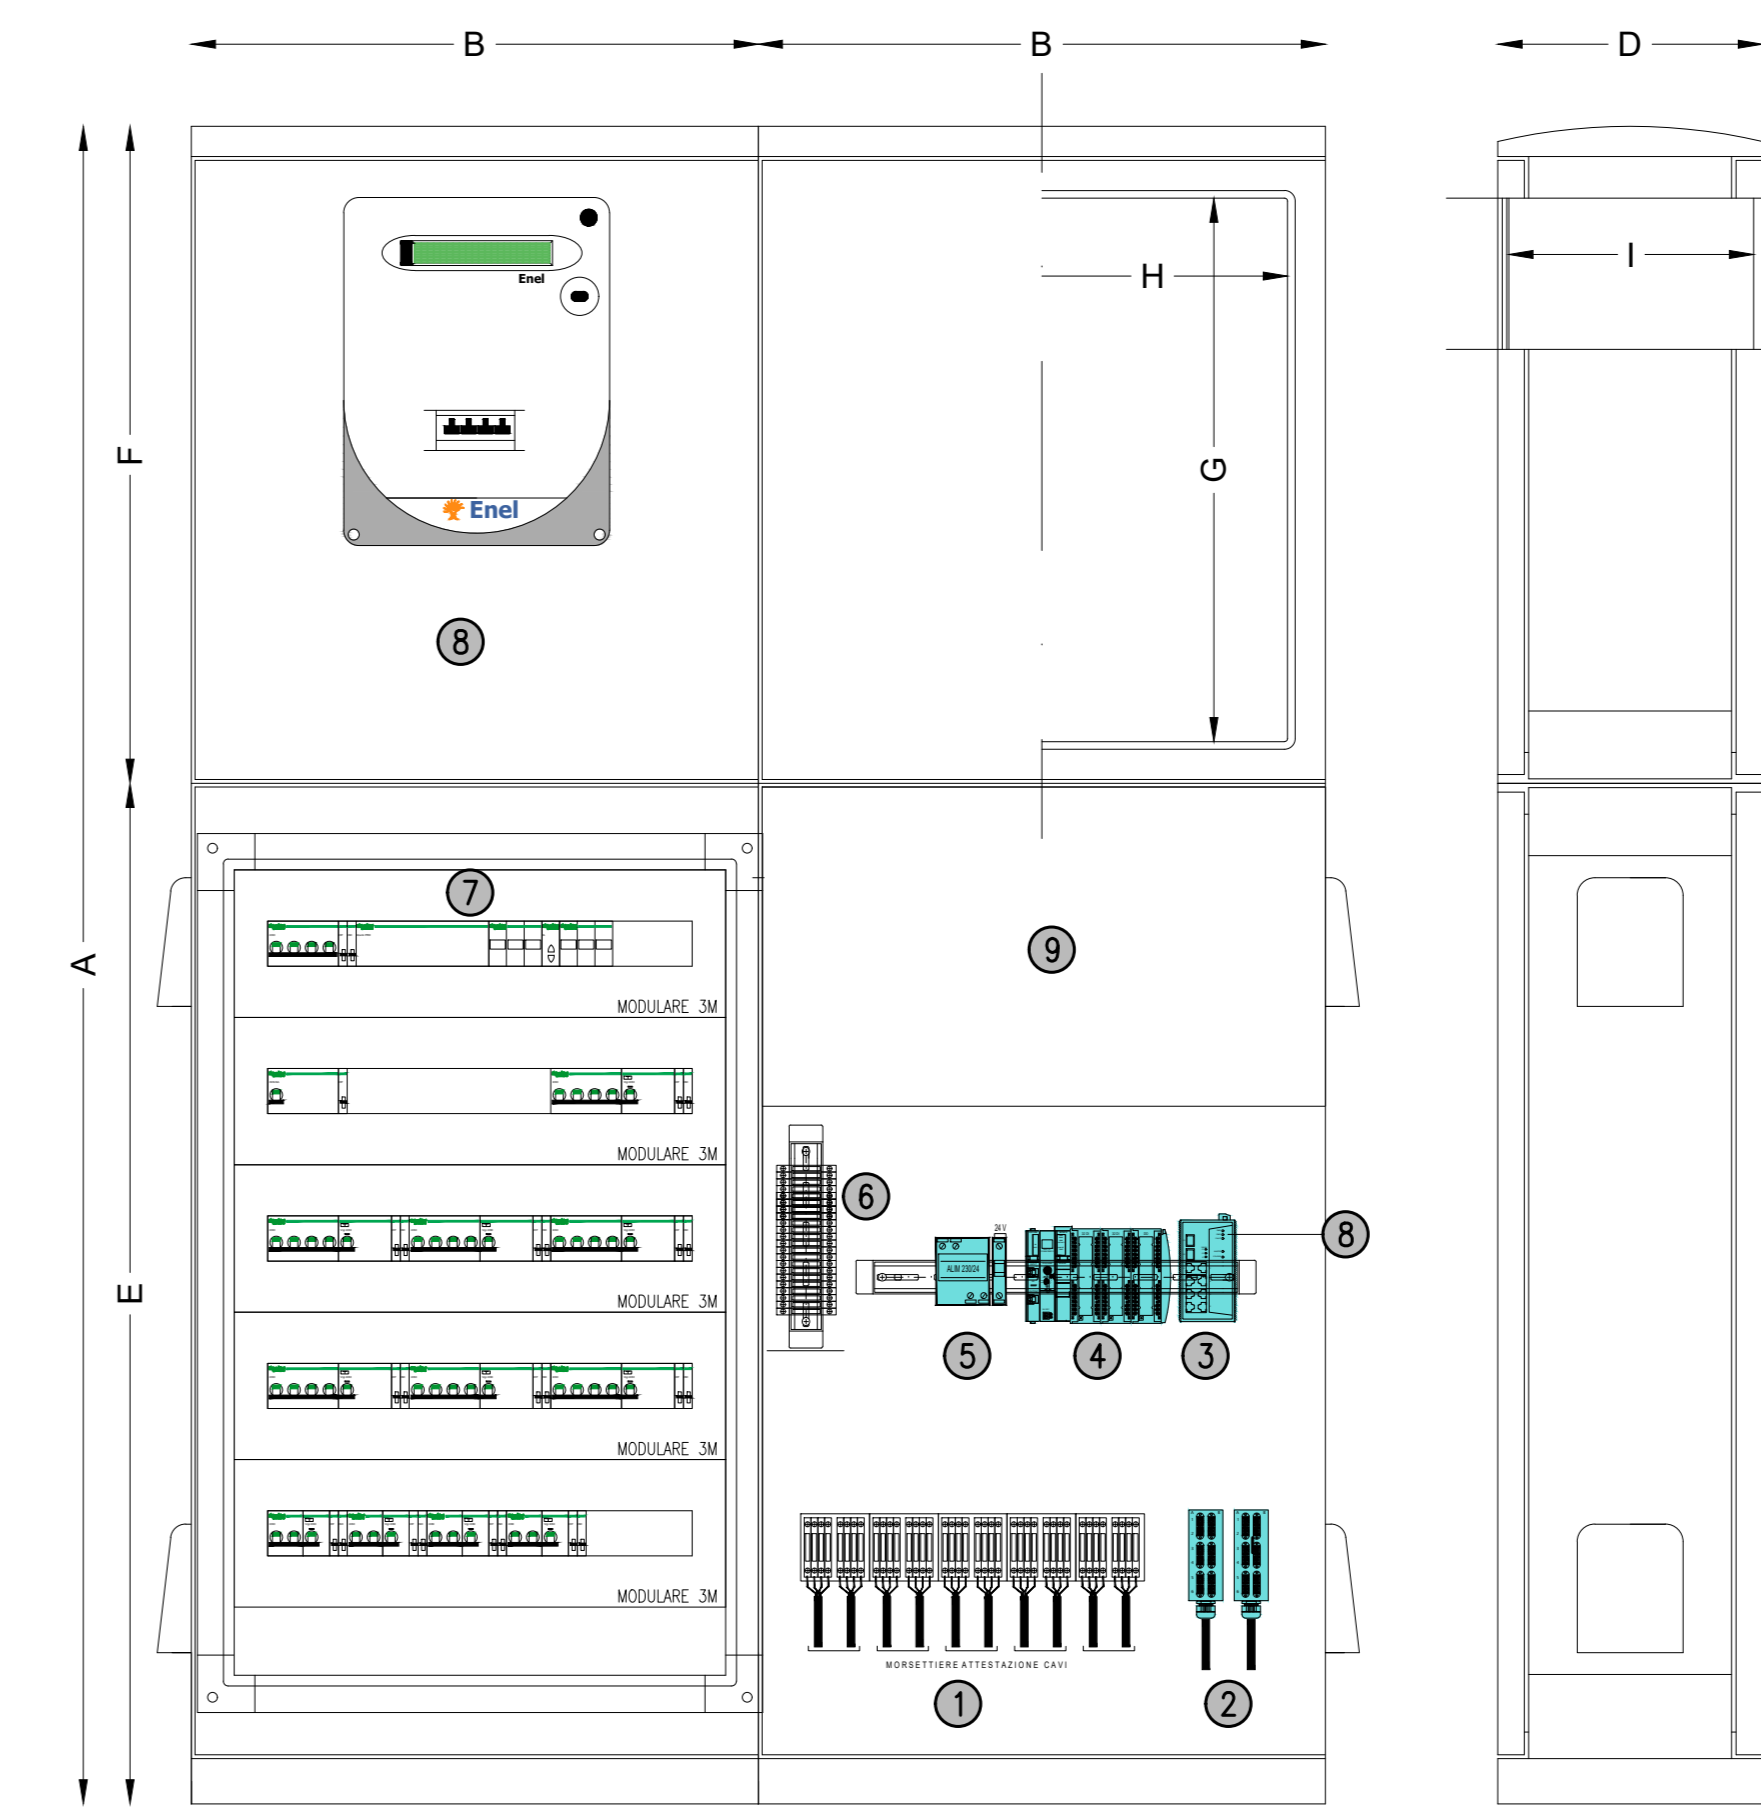 B
B
D
Enel
H
I
F
G
Enel
8
A
7
9
MODULARE 3M
MODULARE 3M
6
24 V
8
ALIM 230/24
E
MODULARE 3M
5
4
3
MODULARE 3M
MODULARE 3M
MORSETTIERE ATTESTAZIONE CAVI
1
2